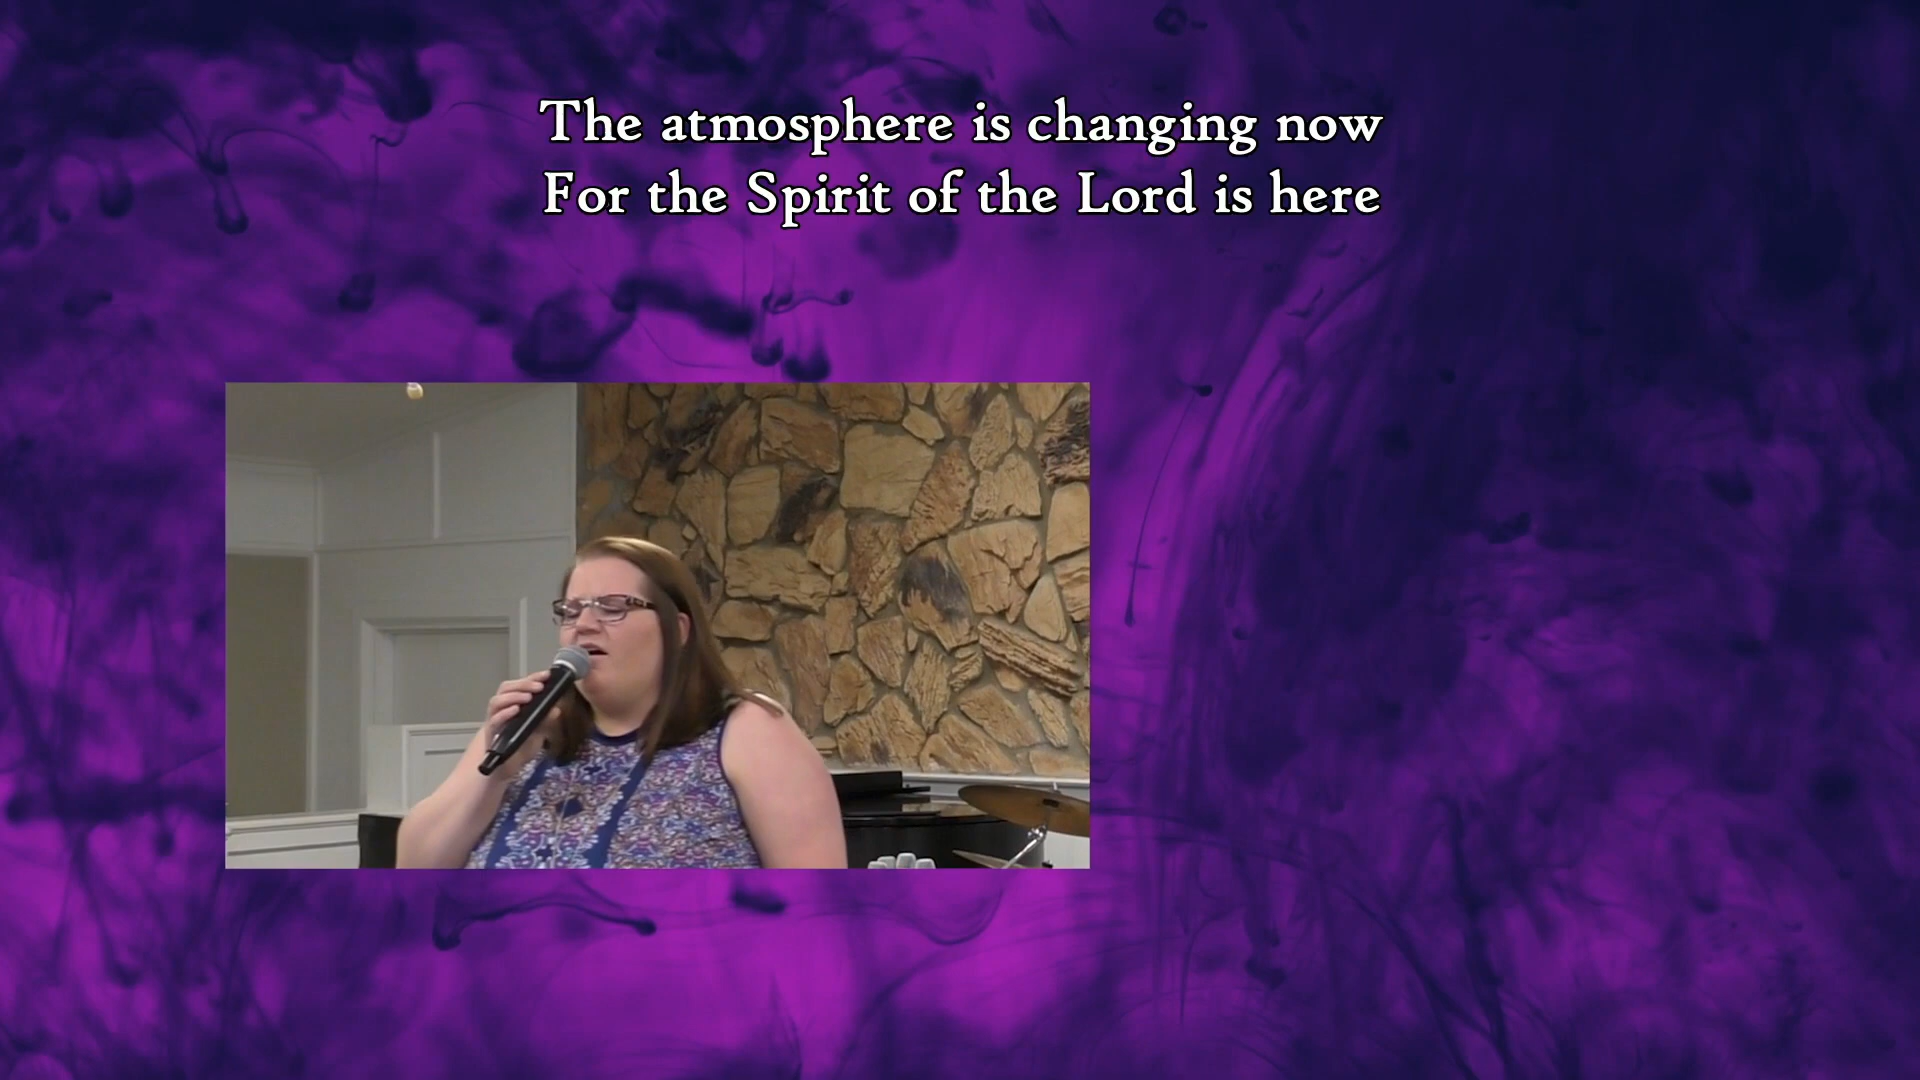 The atmosphere is changing now
For the Spirit of the Lord is here